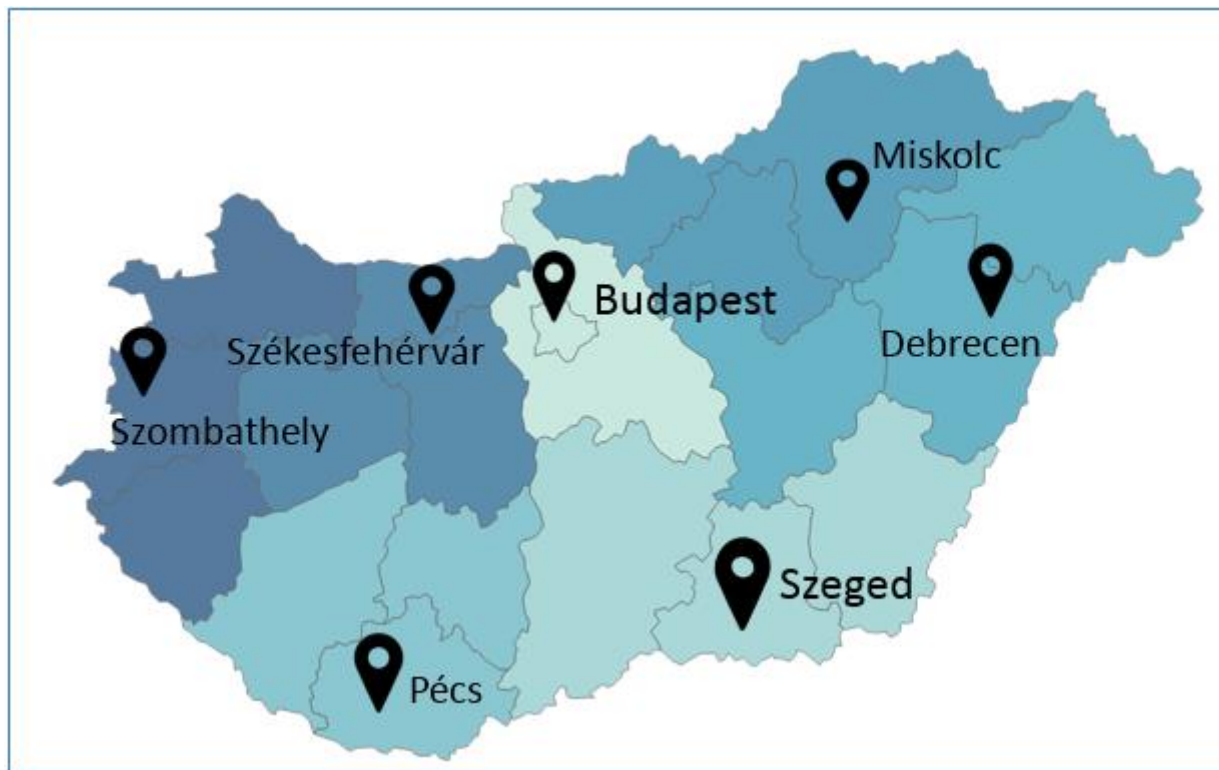 Miskolc
Budapest
Debrecen
Székesfehérvár
Szombathely
Szeged
Pécs